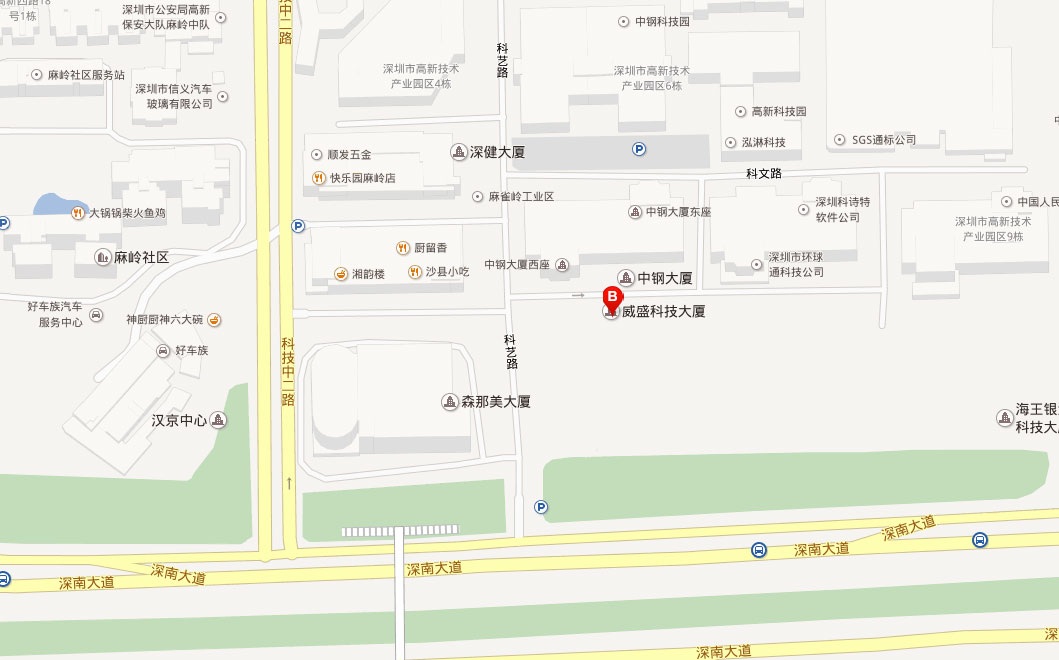 高新西路18
号1栋
深圳市公安局高新
保安大队麻岭中队
科技中二路
中钢科技园
科艺路
麻岭社区服务站
深圳市信义汽车
玻璃有限公司
深圳市高新技术
产业园区4栋
深圳市高新技术
产业园区6栋
高新科技园
泓淋科技
SGS通标公司
P
顺发五金
快乐园麻岭店
深健大厦
科文路
麻雀岭工业区
中钢大厦东座
深圳科诗特
软件公司
中国人民
深圳市高新技术
产业园区9栋
P
大锅锅柴火鱼鸡
P
麻岭社区
厨留香
湘韵楼
沙县小吃
中钢大厦西座
深圳市环球
通科技公司
中钢大厦
B
威盛科技大厦
好车族汽车
服务中心
神厨厨神六大碗
好车族
科技中二路
科艺路
汉京中心
森那美大厦
海王银
科技大
P
深南大道
深南大道
深南大道
深南大道
深南大道
深南大道
深